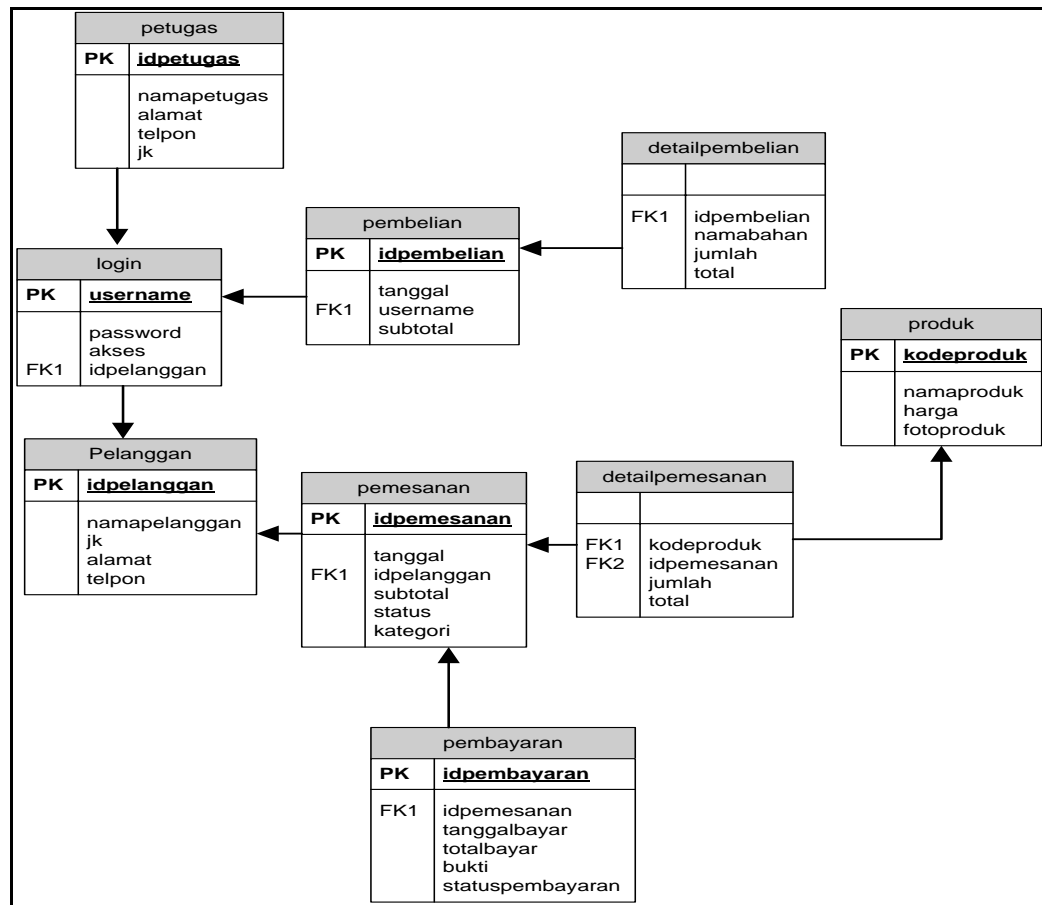 petugas
PK idpetugas
namapetugas
alamat
telpon
jk
detailpembelian
FK1 idpembelian
namabahan
jumlah
total
pembelian
PK idpembelian
tanggal
FK1 username
subtotal
login
PK username
password
akses
FK1 idpelanggan
produk
PK kodeproduk
namaproduk
harga
fotoproduk
Pelanggan
PK idpelanggan
namapelanggan
jk
alamat
telpon
pemesanan
PK idpemesanan
tanggal
FK1 idpelanggan
subtotal
status
kategori
detailpemesanan
FK1 kodeproduk
FK2 idpemesanan
jumlah
total
pembayaran
PK idpembayaran
FK1 idpemesanan
tanggalbayar
totalbayar
bukti
statuspembayaran